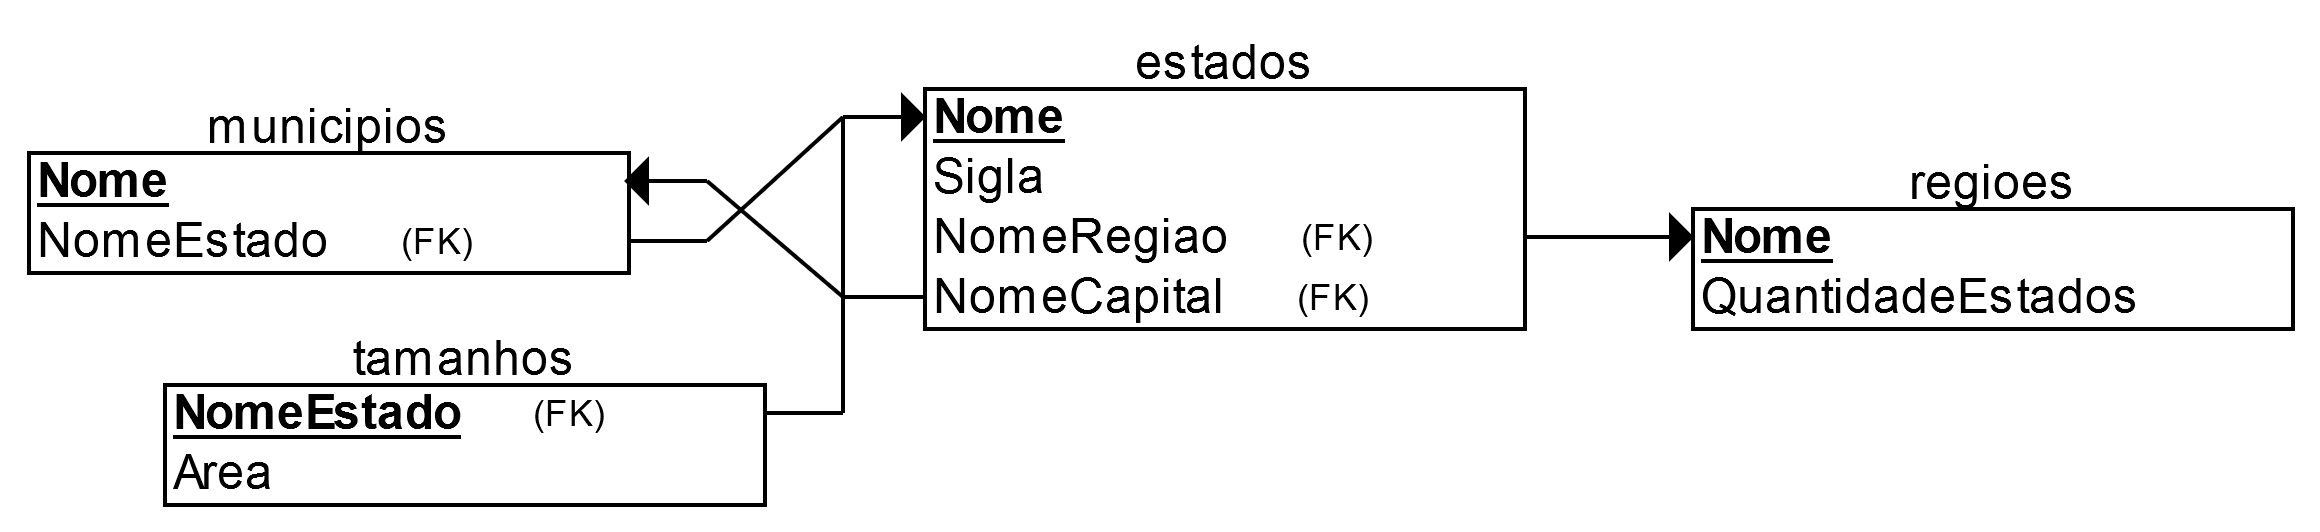 municipios
Nome
NomeEstado (FK)
tamanhos
NomeEstado (FK)
Area
estados
Nome
Sigla
NomeRegiao (FK)
NomeCapital (FK)
regioes
Nome
QuantidadeEstados